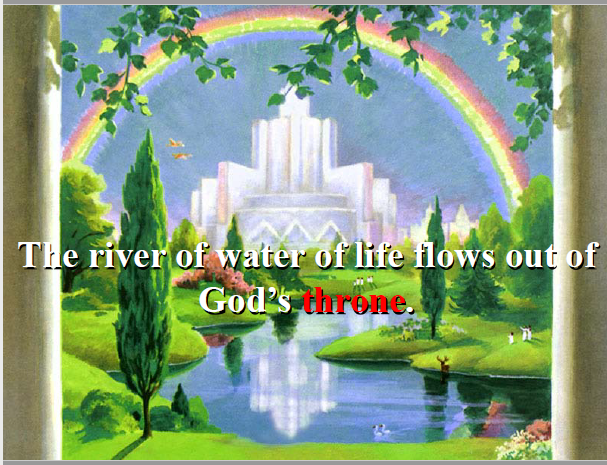 The river of water of life flows out of
God’s throne.